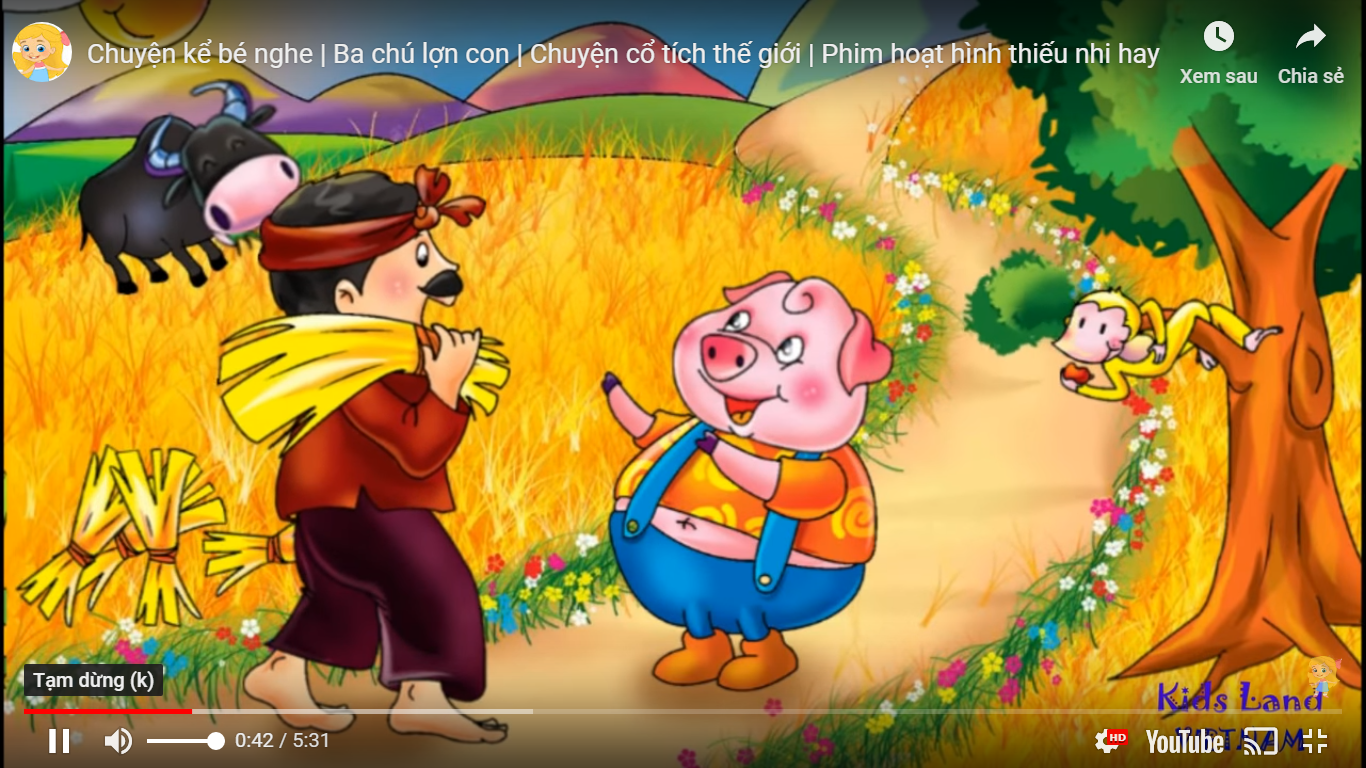 Chuyện kể bé nghe | Ba chú lợn con | Chuyện cổ tích thế giới | Phim hoạt hình thiếu nhi hay
Xem sau
Chia sẻ
Tạm dừng (k)
Kids Land
VIETNAM
0:42 / 5:31
HD
YouTube